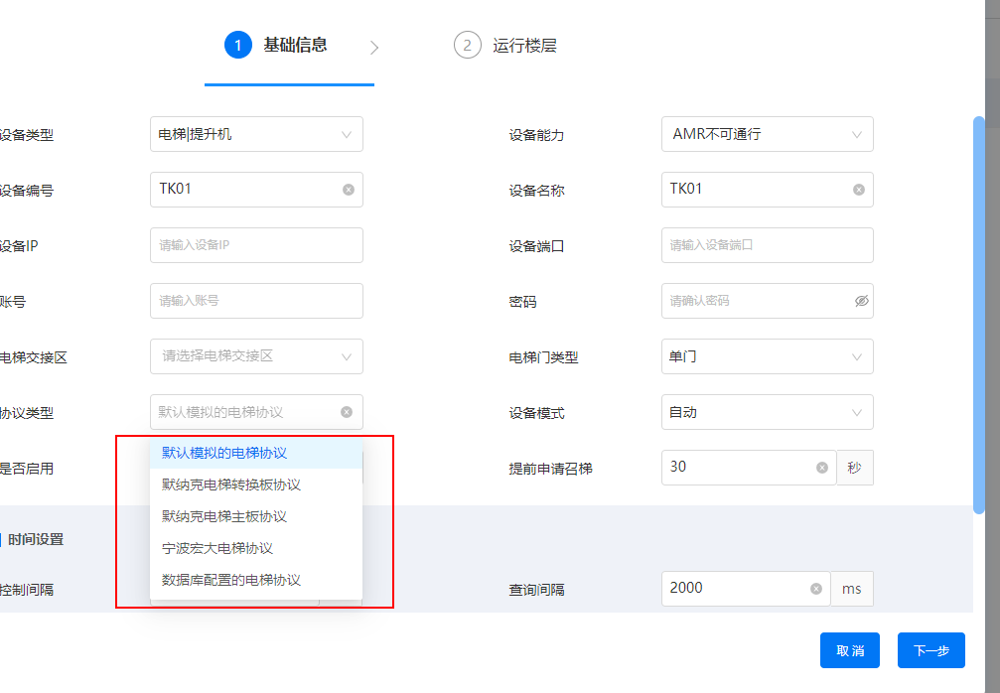 1 基础信息
2 运行楼层
设备类型 电梯|提升机 设备能力 AMR不可通行
设备编号 TK01 设备名称 TK01
设备IP 请输入设备IP 设备端口 请输入设备端口
账号 请输入账号 密码 请确认密码
电梯交接区 请选择电梯交接区 电梯门类型 单门
协议类型 默认模拟的电梯协议 设备模式 自动
是否启用 提前申请召梯 30 秒
默认模拟的电梯协议
默纳克电梯转换板协议
默纳克电梯主板协议
宁波宏大电梯协议
数据库配置的电梯协议
时间设置
控制间隔 查询间隔 2000 ms
取消 下一步